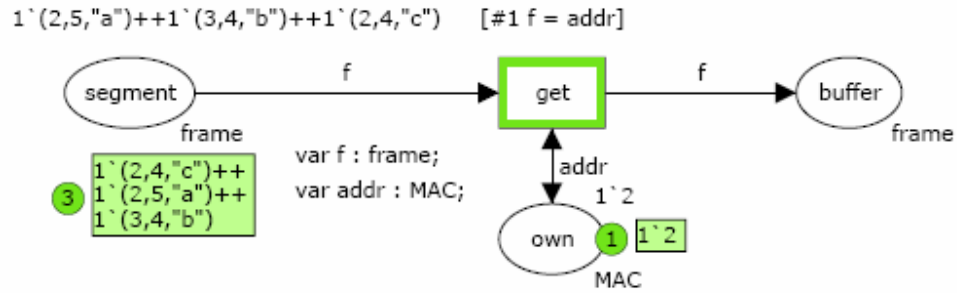 1`(2,5,"a")++1`(3,4,"b")++1`(2,4,"c") [#1 f = addr]
f
f
segment
get
buffer
frame
frame
1`(2,4,"c")++
1`(2,5,"a")++
1`(3,4,"b")
3
var f : frame;
var addr : MAC;
addr
1`2
own
1
1`2
MAC